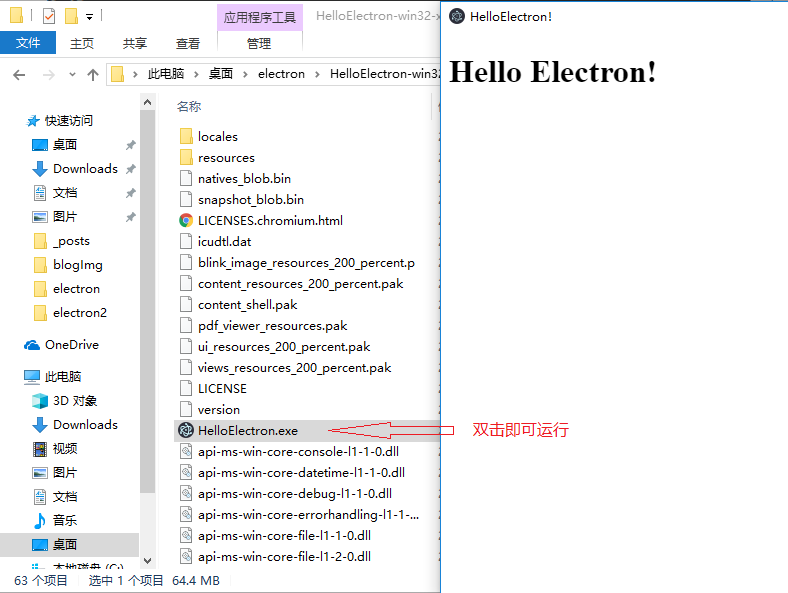 应用程序工具
HelloElectron-win32-x
文件
主页
共享
查看
管理
此电脑
桌面
electron
HelloElectron-win32
名称
快速访问
桌面
Downloads
文档
图片
_posts
blogImg
electron
electron2
OneDrive
此电脑
3D 对象
Downloads
视频
图片
文档
音乐
桌面
本地磁盘 (C:)
locales
resources
natives_blob.bin
snapshot_blob.bin
LICENSES.chromium.html
icudtl.dat
blink_image_resources_200_percent.p
content_resources_200_percent.pak
content_shell.pak
pdf_viewer_resources.pak
ui_resources_200_percent.pak
views_resources_200_percent.pak
LICENSE
version
HelloElectron.exe
api-ms-win-core-console-l1-1-0.dll
api-ms-win-core-datetime-l1-1-0.dll
api-ms-win-core-debug-l1-1-0.dll
api-ms-win-core-errorhandling-l1-1-...
api-ms-win-core-file-l1-1-0.dll
api-ms-win-core-file-l1-2-0.dll
63 个项目
选中 1 个项目
64.4 MB
HelloElectron!
Hello Electron!
双击即可运行